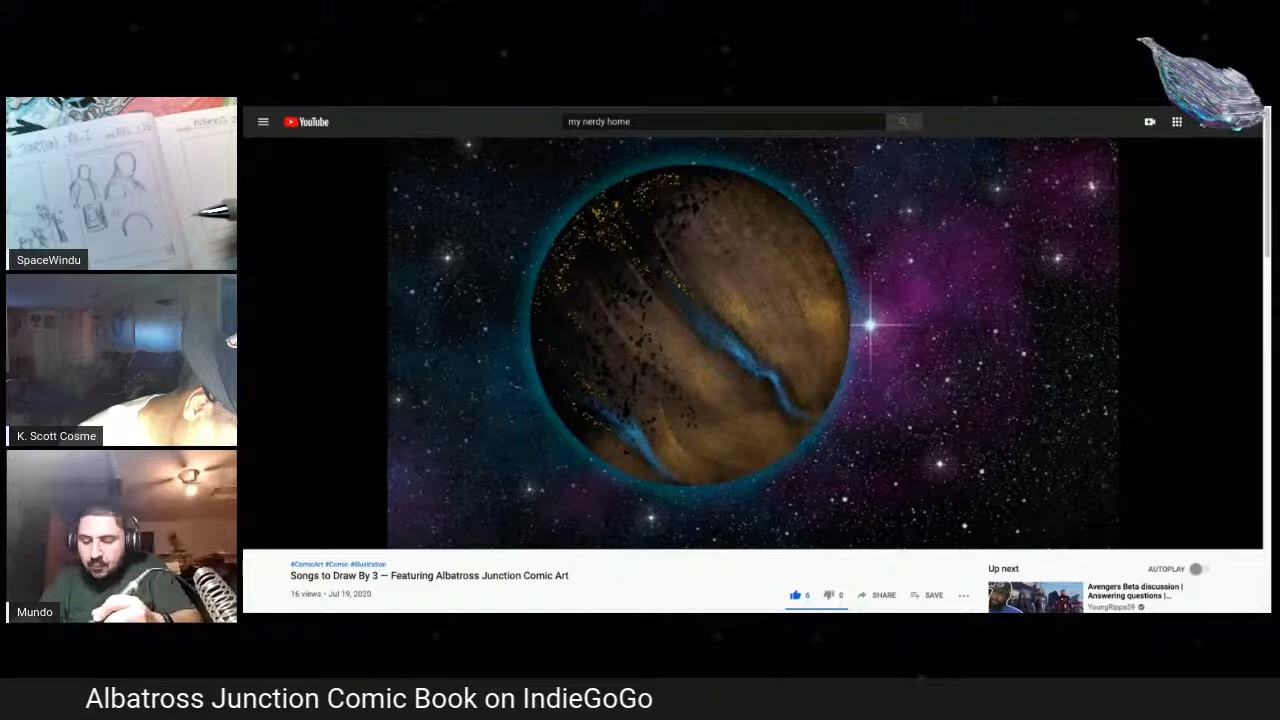 SpaceWindu
K. Scott Cosme
Mundo
YouTube
my nerdy home
#ComicArt #Comic #Illustration
Songs to Draw By 3 — Featuring Albatross Junction Comic Art
16 views • Jul 19, 2020
6
0
SHARE
SAVE
Up next
AUTOPLAY
Avengers Beta discussion |
Answering questions |...
YoungRippa59
Albatross Junction Comic Book on IndieGoGo